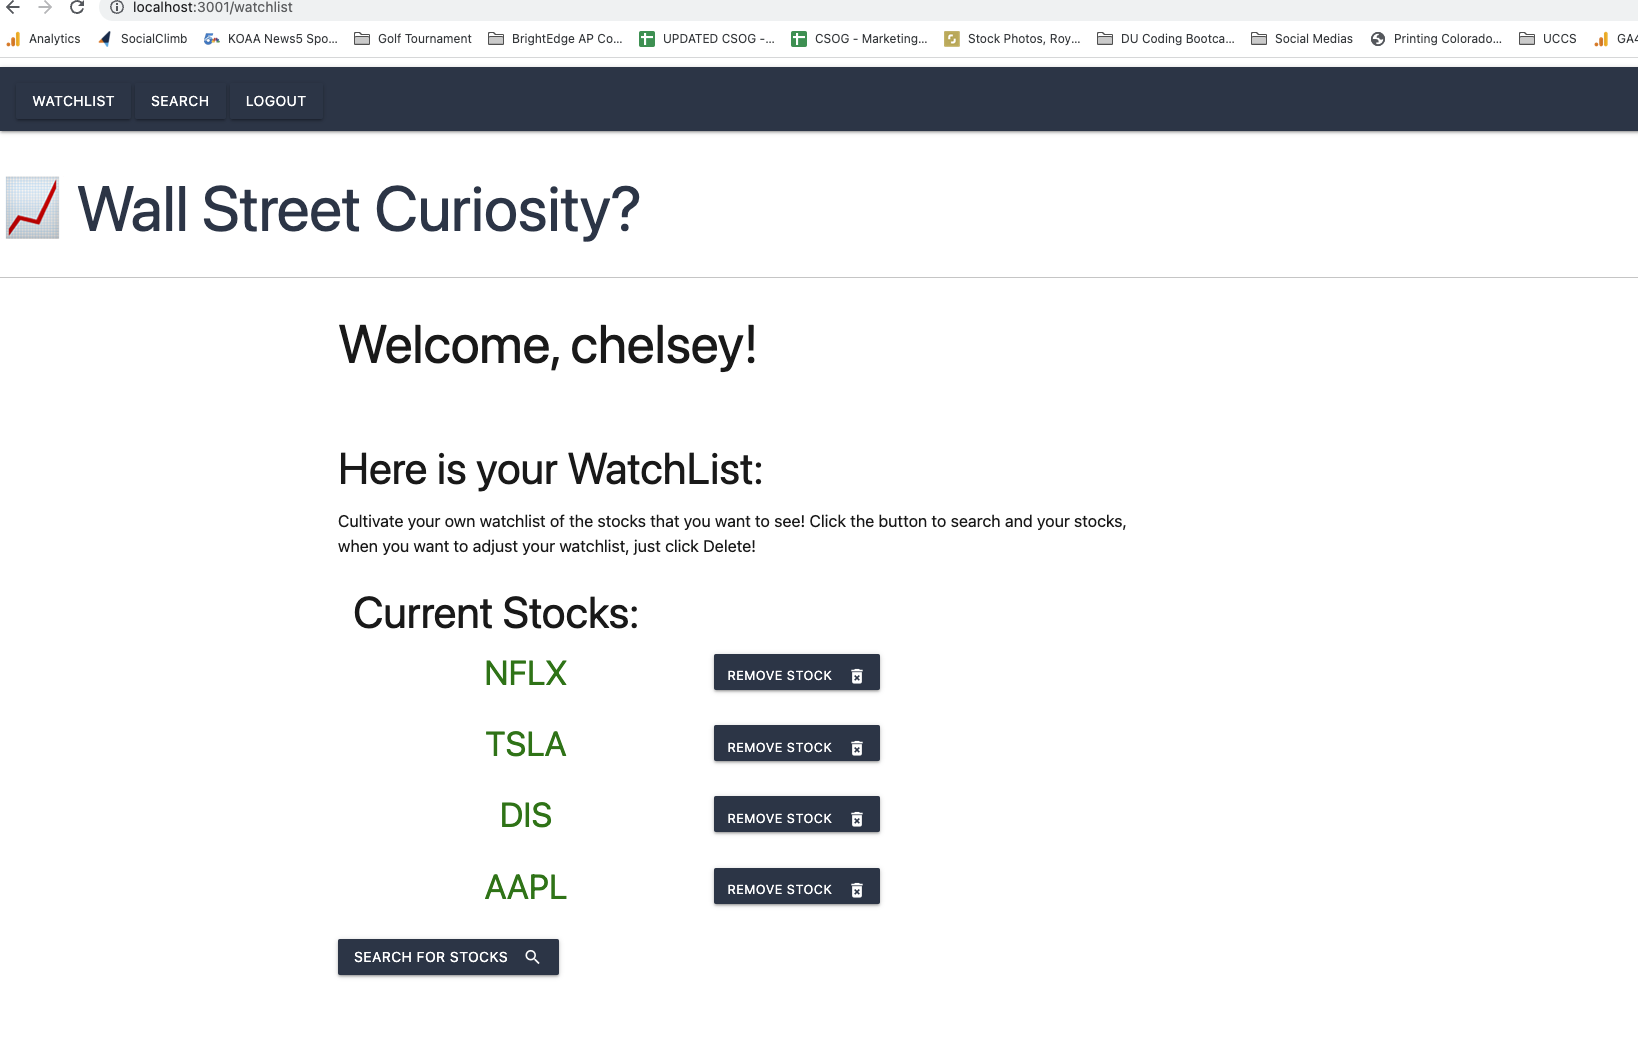 localhost:3001/watchlist
Analytics SocialClimb KOAA News5 Spo... Golf Tournament BrightEdge AP Co... UPDATED CSOG -... CSOG - Marketing... Stock Photos, Roy... DU Coding Bootca... Social Medias Printing Colorado... UCCS GA4
WATCHLIST SEARCH LOGOUT
Wall Street Curiosity?
Welcome, chelsey!
Here is your WatchList:
Cultivate your own watchlist of the stocks that you want to see! Click the button to search and your stocks,
when you want to adjust your watchlist, just click Delete!
Current Stocks:
NFLX REMOVE STOCK
TSLA REMOVE STOCK
DIS REMOVE STOCK
AAPL REMOVE STOCK
SEARCH FOR STOCKS